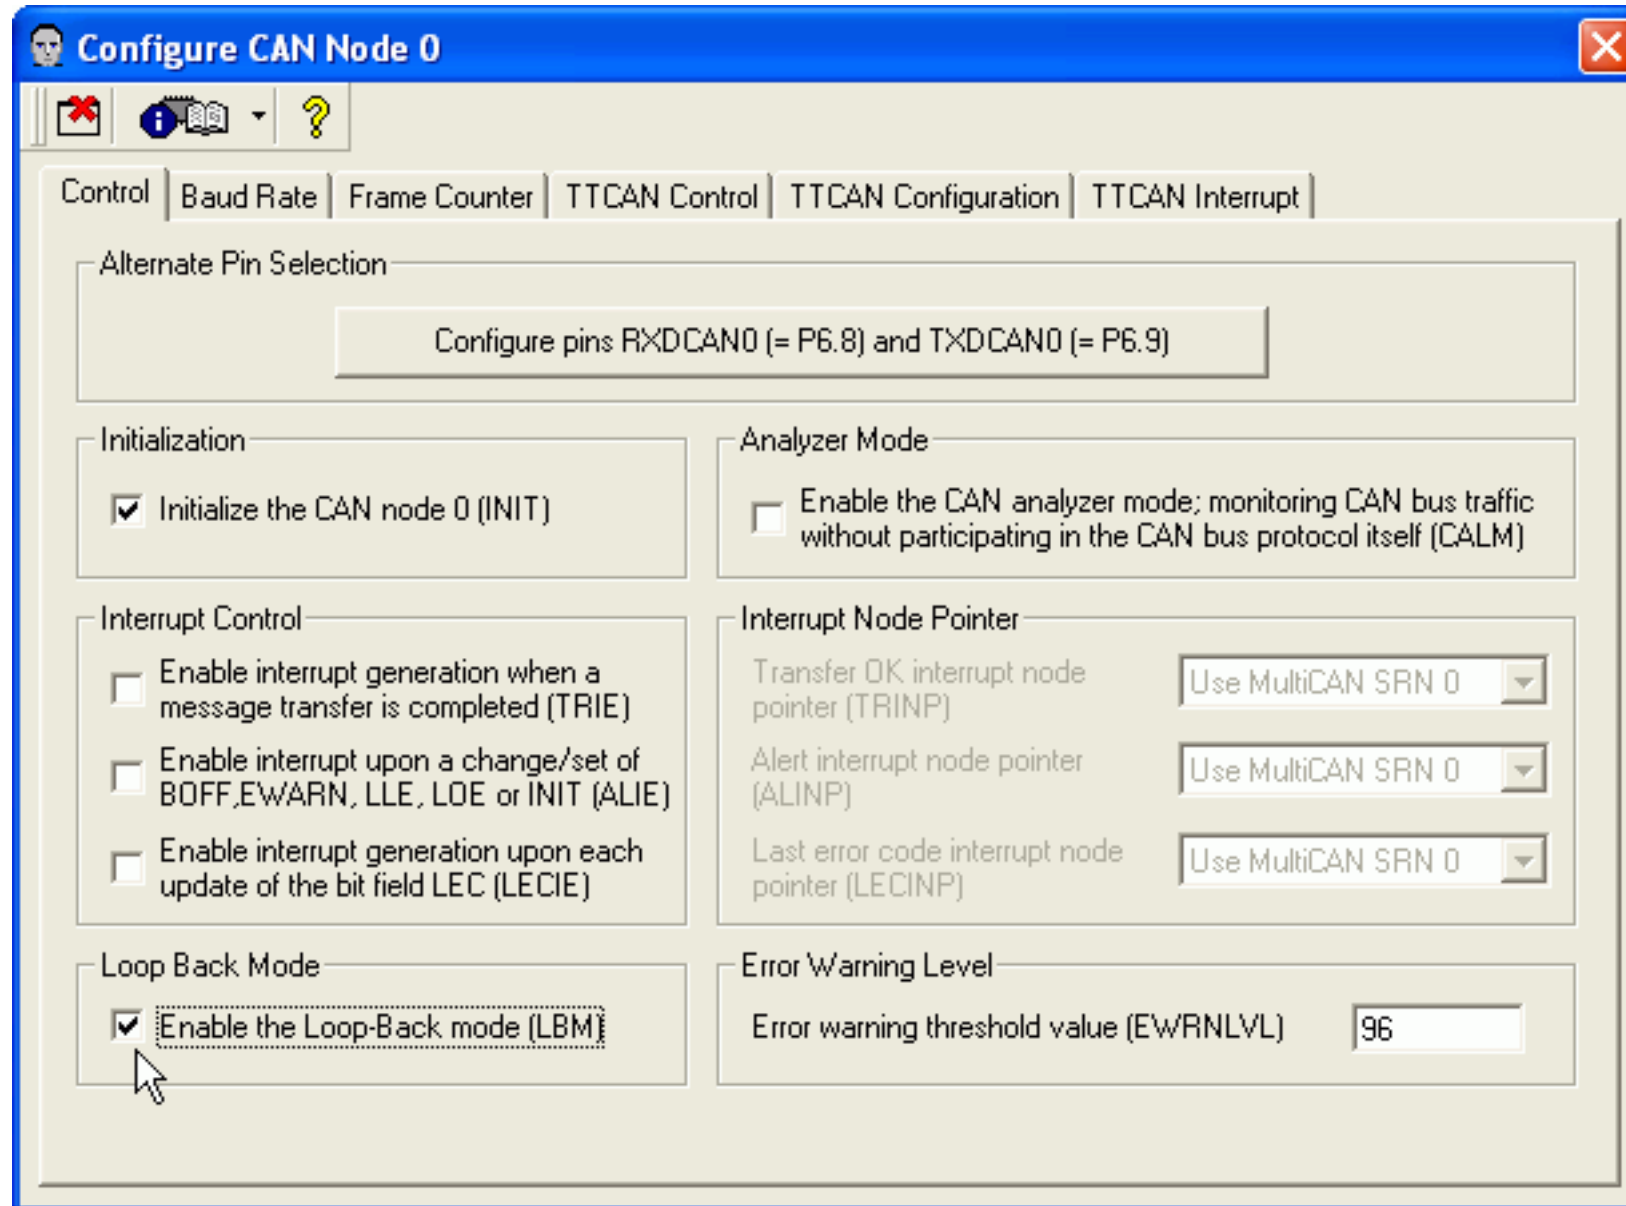 Configure CAN Node 0
Control
Baud Rate
Frame Counter
TTCAN Control
TTCAN Configuration
TTCAN Interrupt
Alternate Pin Selection
Configure pins RXDCAN0 (= P6.8) and TXDCAN0 (= P6.9)
Initialization
Initialize the CAN node 0 (INIT)
Analyzer Mode
Enable the CAN analyzer mode; monitoring CAN bus traffic
without participating in the CAN bus protocol itself (CALM)
Interrupt Control
Enable interrupt generation when a
message transfer is completed (TRIE)
Enable interrupt upon a change/set of
BOFF,EWARN, LLE, LOE or INIT (ALIE)
Enable interrupt generation upon each
update of the bit field LEC (LECIE)
Interrupt Node Pointer
Transfer OK interrupt node
pointer (TRINP)
Use MultiCAN SRN 0
Alert interrupt node pointer
(ALINP)
Use MultiCAN SRN 0
Last error code interrupt node
pointer (LECINP)
Use MultiCAN SRN 0
Loop Back Mode
Enable the Loop-Back mode (LBM)
Error Warning Level
Error warning threshold value (EWRNLVL)
96